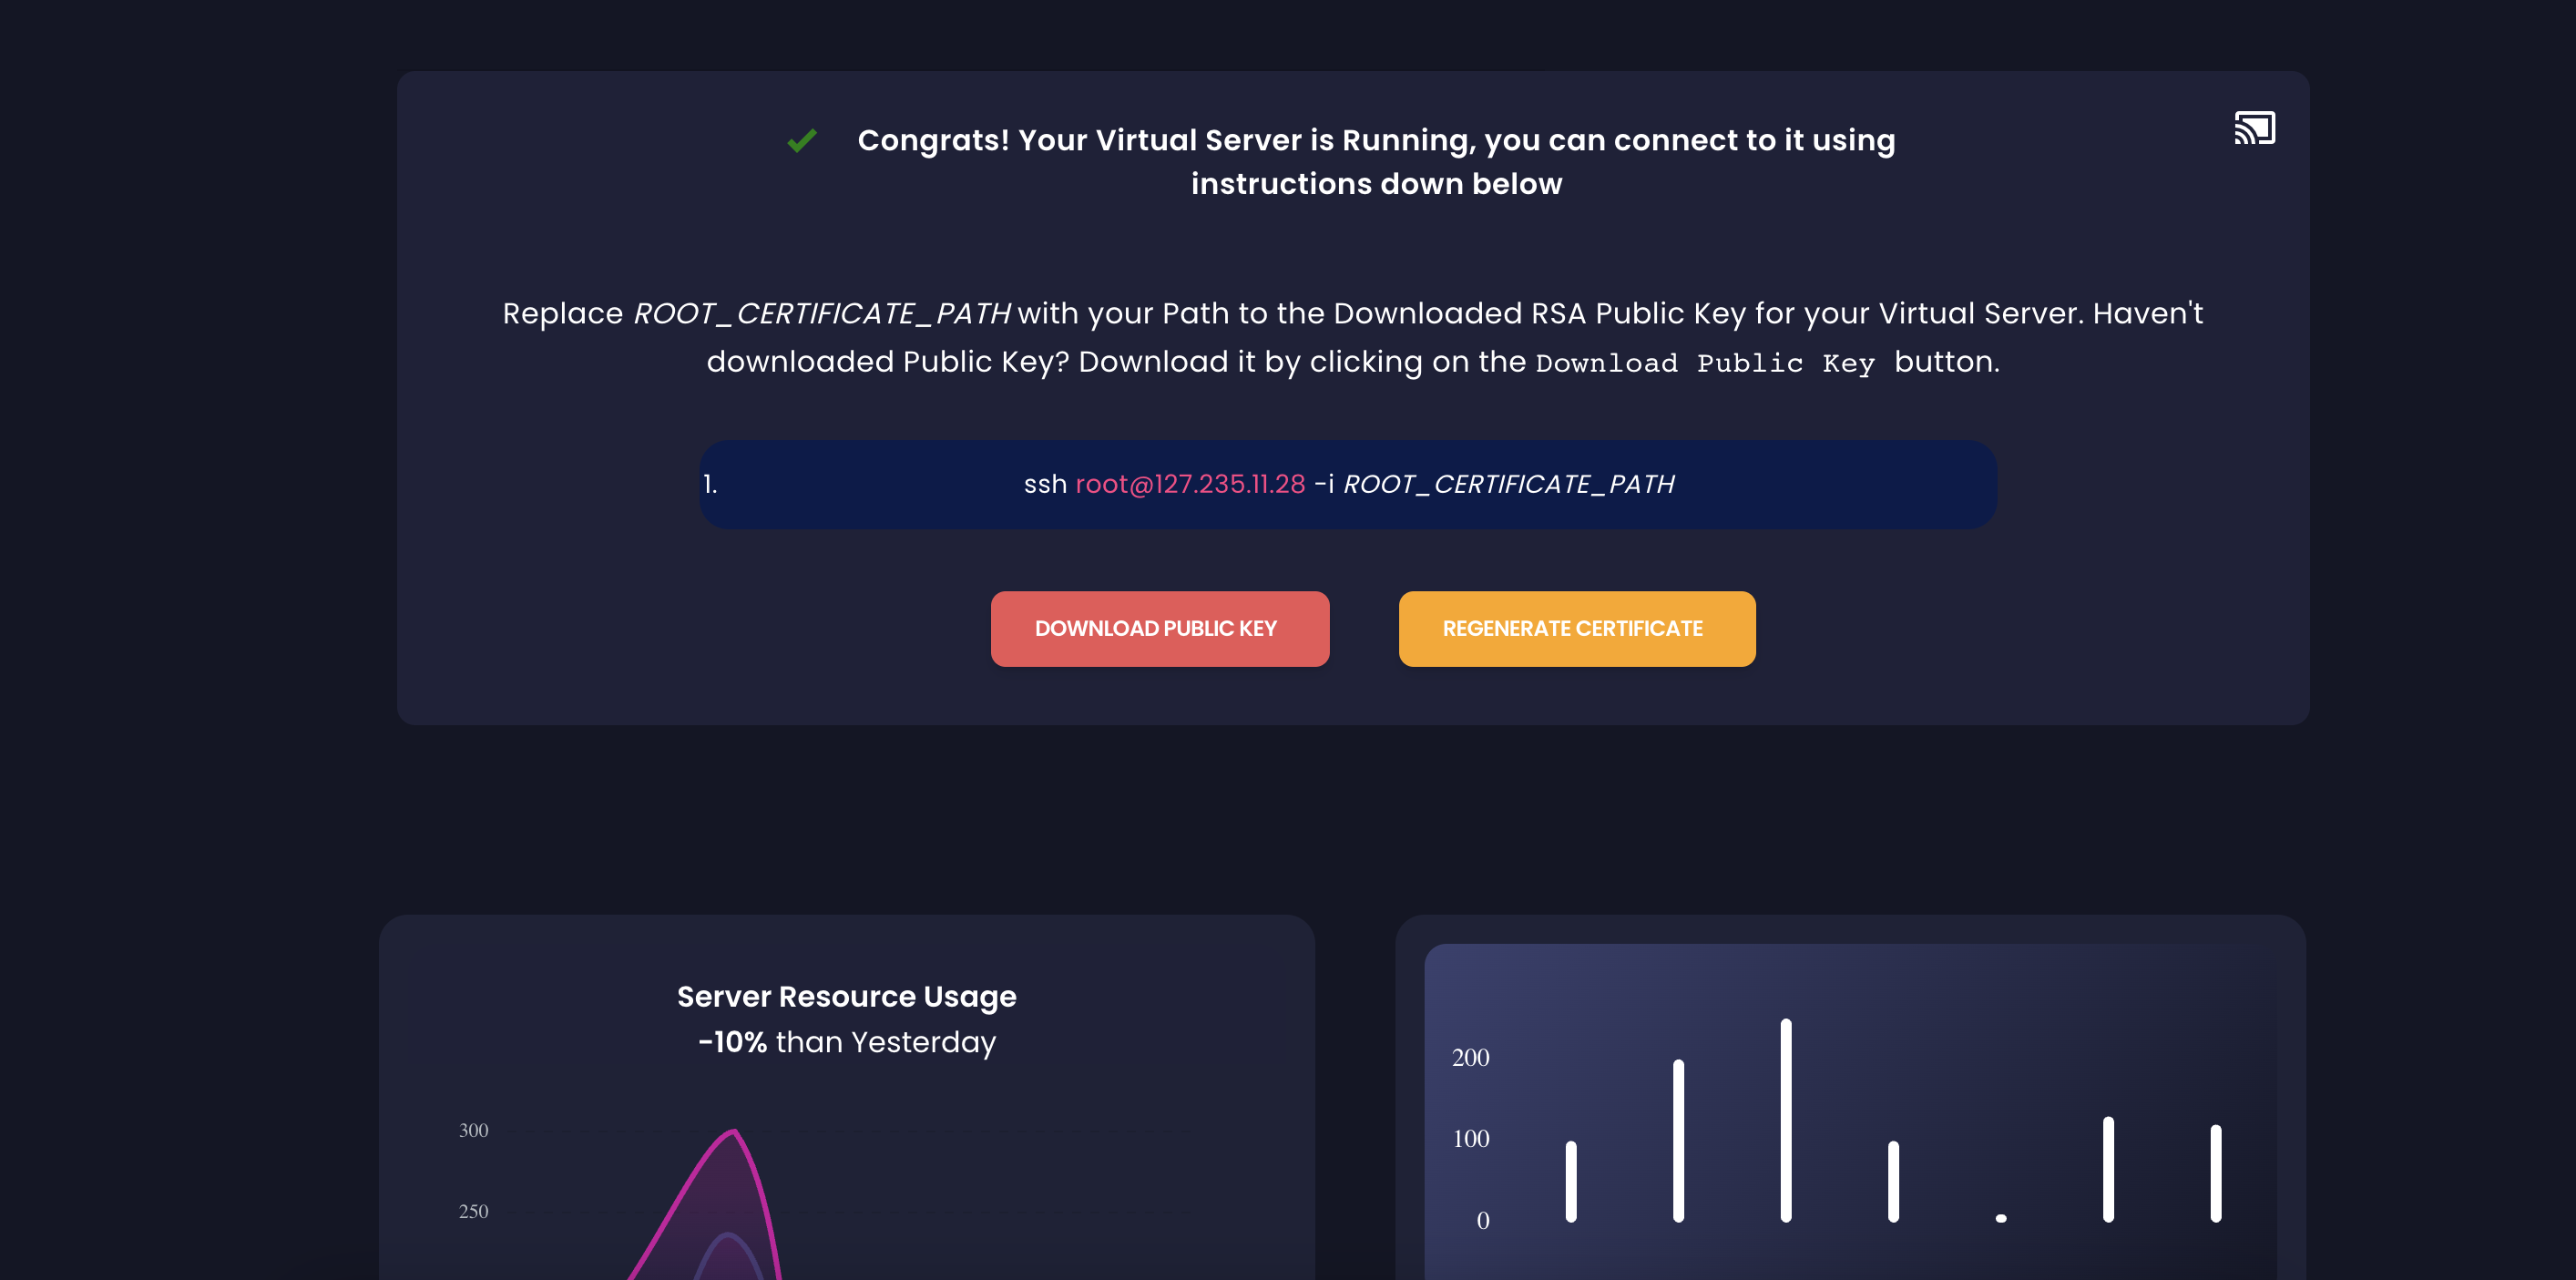 Congrats! Your Virtual Server is Running, you can connect to it using
instructions down below
Replace ROOT_CERTIFICATE_PATH with your Path to the Downloaded RSA Public Key for your Virtual Server. Haven't
downloaded Public Key? Download it by clicking on the Download Public Key button.
1. ssh root@127.235.11.28 -i ROOT_CERTIFICATE_PATH
DOWNLOAD PUBLIC KEY
REGENERATE CERTIFICATE
Server Resource Usage
-10% than Yesterday
300
250
200
100
0